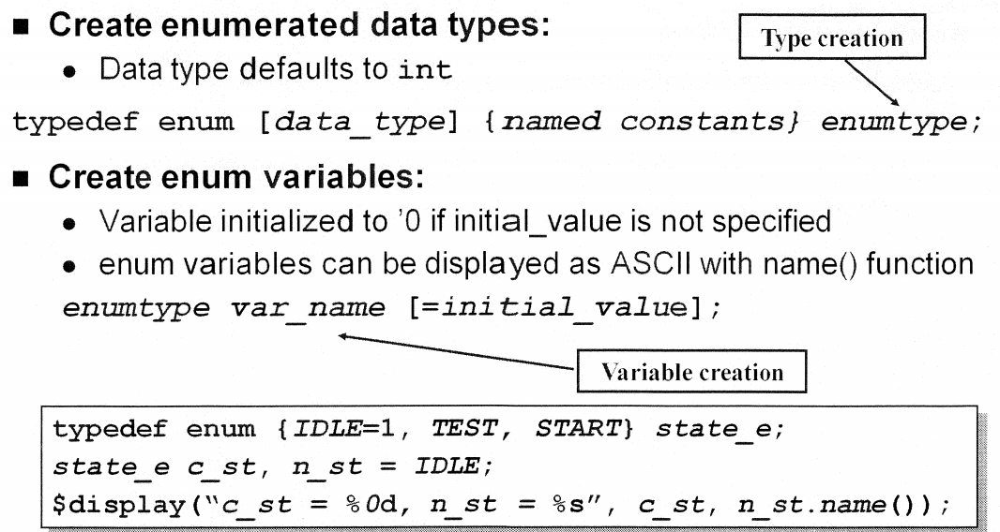 ■ Create enumerated data types:
Type creation
● Data type defaults to int
typedef enum [data_type] {named constants} enumtype;
■ Create enum variables:
● Variable initialized to '0 if initial_value is not specified
● enum variables can be displayed as ASCII with name() function
enumtype var_name [=initial_value];
Variable creation
typedef enum {IDLE=1, TEST, START} state_e;
state_e c_st, n_st = IDLE;
$display("c_st = %0d, n_st = %s", c_st, n_st.name());